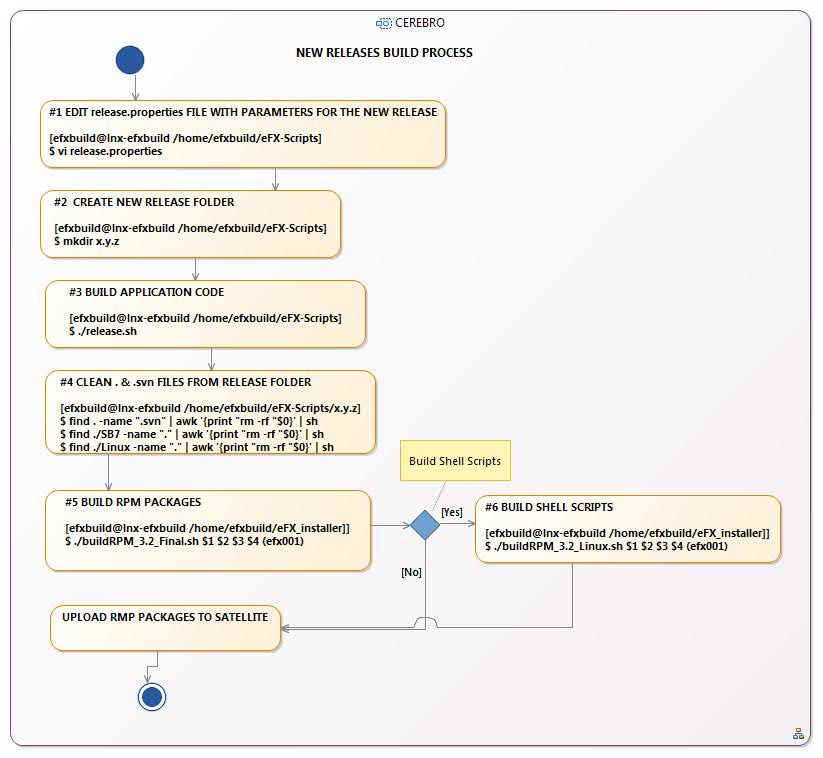 CEREBRO
NEW RELEASES BUILD PROCESS
#1 EDIT release.properties FILE WITH PARAMETERS FOR THE NEW RELEASE
[efxbuild@lnx-efxbuild /home/efxbuild/eFX-Scripts]
$ vi release.properties
#2 CREATE NEW RELEASE FOLDER
[efxbuild@lnx-efxbuild /home/efxbuild/eFX-Scripts]
$ mkdir x.y.z
#3 BUILD APPLICATION CODE
[efxbuild@lnx-efxbuild /home/efxbuild/eFX-Scripts]
$ ./release.sh
#4 CLEAN . & .svn FILES FROM RELEASE FOLDER
[efxbuild@lnx-efxbuild /home/efxbuild/eFX-Scripts/x.y.z]
$ find . -name ".svn" | awk '{print "rm -rf "$0}' | sh
$ find ./SB7 -name "." | awk '{print "rm -rf "$0}' | sh
$ find ./Linux -name "." | awk '{print "rm -rf "$0}' | sh
Build Shell Scripts
#5 BUILD RPM PACKAGES
[efxbuild@lnx-efxbuild /home/efxbuild/eFX_installer]]
$ ./buildRPM_3.2_Final.sh $1 $2 $3 $4 (efx001)
[Yes]
#6 BUILD SHELL SCRIPTS
[efxbuild@lnx-efxbuild /home/efxbuild/eFX_installer]]
$ ./buildRPM_3.2_Linux.sh $1 $2 $3 $4 (efx001)
[No]
UPLOAD RMP PACKAGES TO SATELLITE